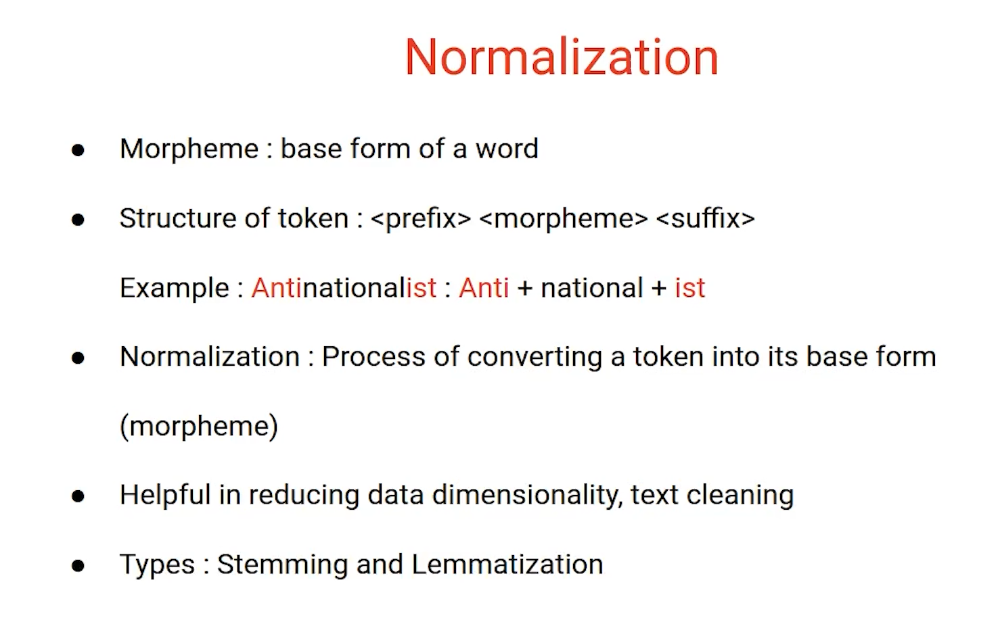 Normalization
● Morpheme : base form of a word
● Structure of token : <prefix> <morpheme> <suffix>
Example : Antinationalist : Anti + national + ist
● Normalization : Process of converting a token into its base form
(morpheme)
● Helpful in reducing data dimensionality, text cleaning
● Types : Stemming and Lemmatization